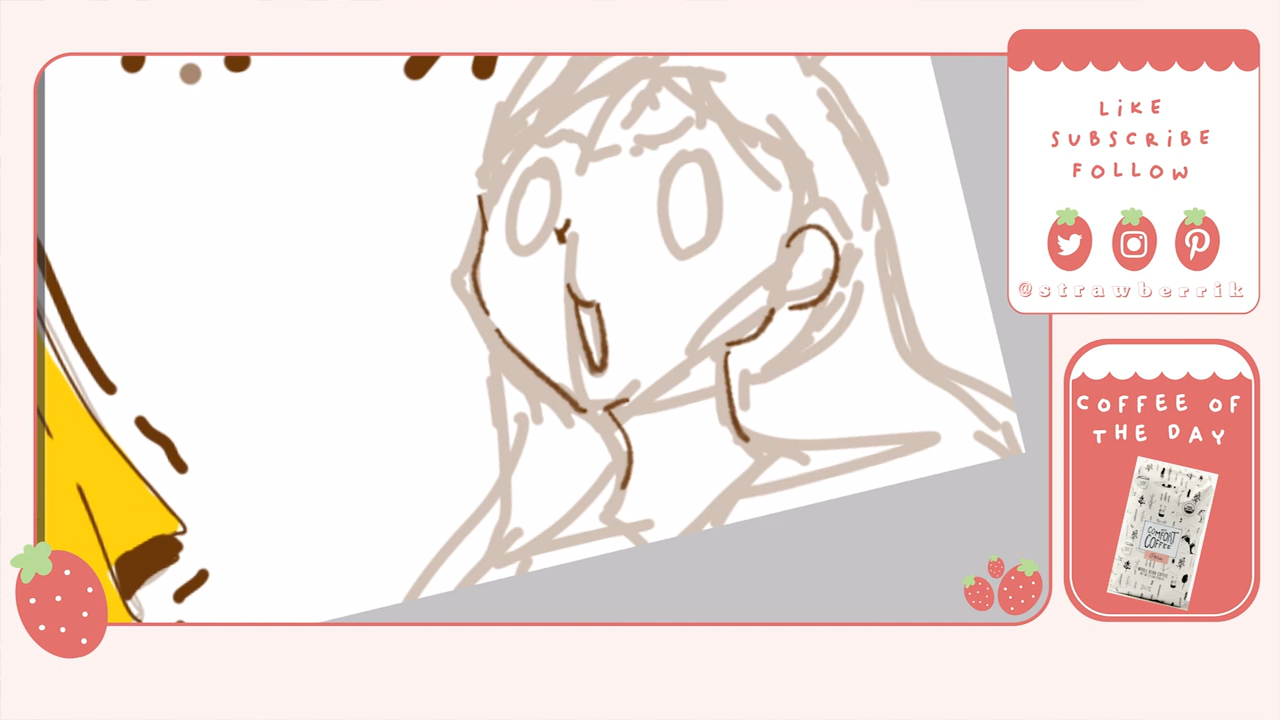 LiKE
SUBSCRiBE
FOLLOW
@strawberrik
COFFEE OF
THE DAY
COMFORT
COFFEE